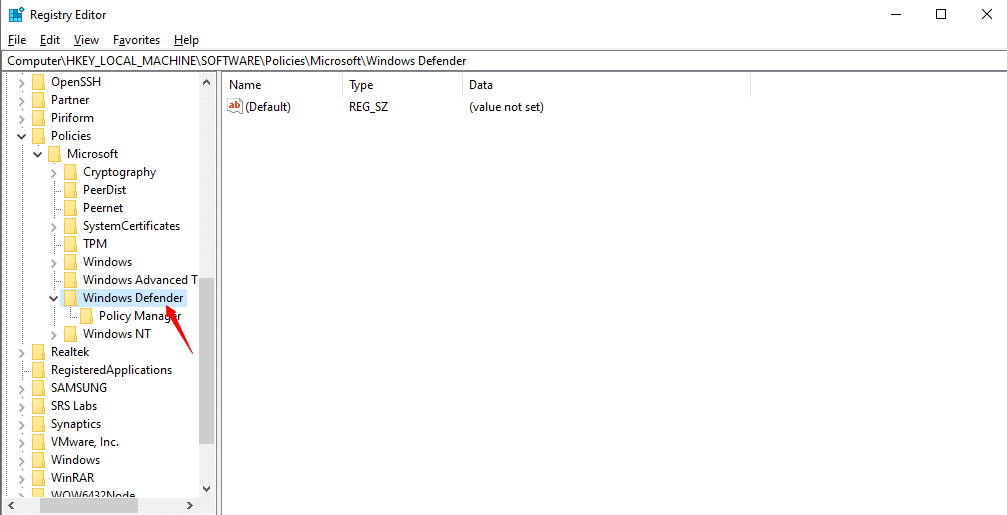 Registry Editor
File Edit View Favorites Help
Computer\HKEY_LOCAL_MACHINE\SOFTWARE\Policies\Microsoft\Windows Defender
OpenSSH
Partner
Piriform
Policies
Microsoft
Cryptography
PeerDist
Peernet
SystemCertificates
TPM
Windows
Windows Advanced T
Windows Defender
Policy Manager
Windows NT
Realtek
RegisteredApplications
SAMSUNG
SRS Labs
Synaptics
VMware, Inc.
Windows
WinRAR
WOW6432Node
Name Type Data
ab (Default) REG_SZ (value not set)